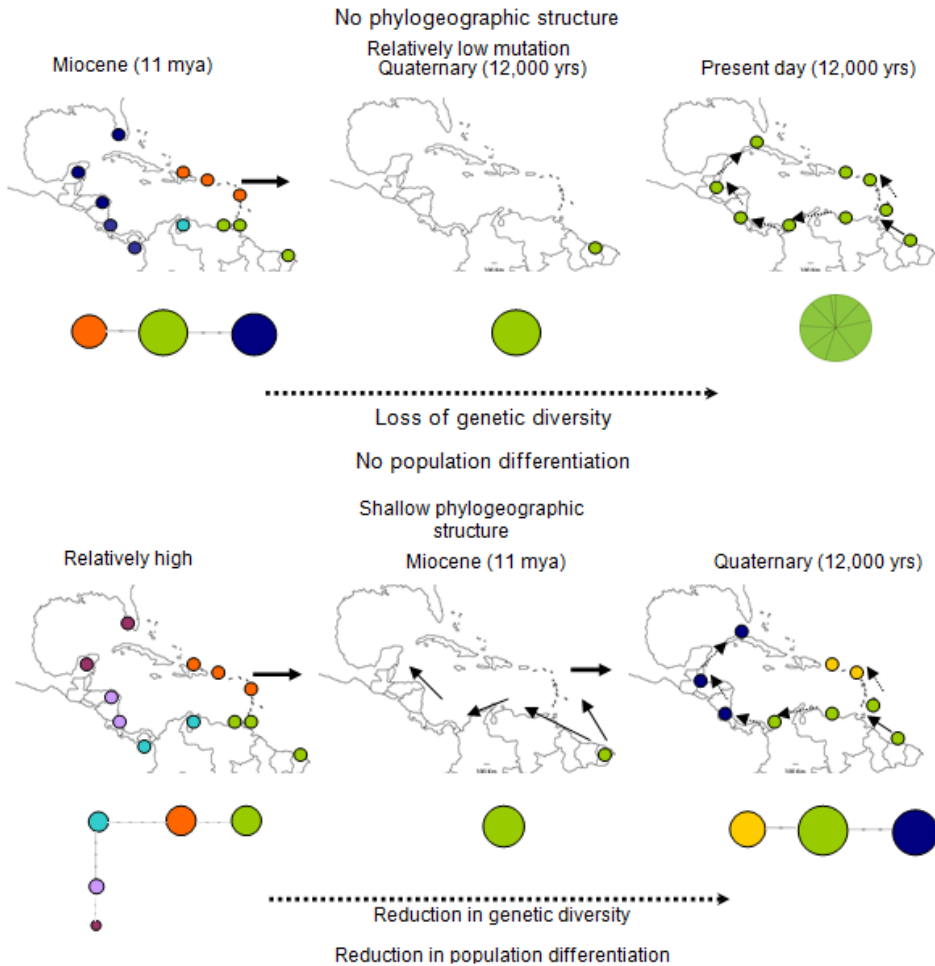 No phylogeographic structure
Relatively low mutation
Miocene (11 mya)
Quaternary (12,000 yrs)
Present day (12,000 yrs)
Loss of genetic diversity
No population differentiation
Shallow phylogeographic
structure
Relatively high
Miocene (11 mya)
Quaternary (12,000 yrs)
Reduction in genetic diversity
Reduction in population differentiation